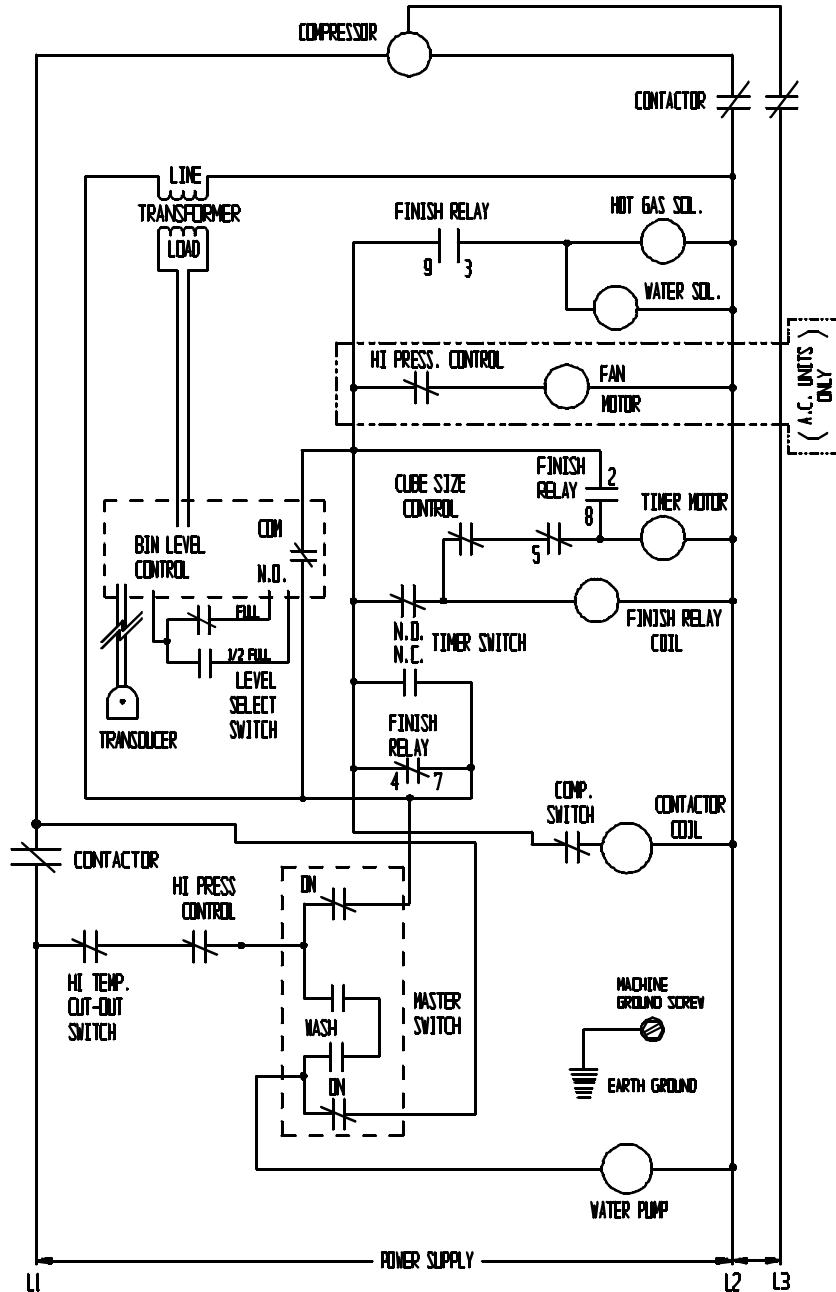 COMPRESSOR
CONTACTOR
LINE
TRANSFORMER
LOAD
FINISH RELAY
9
3
HOT GAS SOL.
WATER SOL.
HI PRESS. CONTROL
FAN
MOTOR
( A.C. UNITS
ONLY )
CUBE SIZE
CONTROL
FINISH
RELAY
2
8
5
TIMER MOTOR
BIN LEVEL
CONTROL
COM
N.O.
FULL
1/2 FULL
LEVEL
SELECT
SWITCH
TRANSDUCER
N.O.
N.C.
TIMER SWITCH
FINISH RELAY
COIL
FINISH
RELAY
4
7
COMP.
SWITCH
CONTACTOR
COIL
CONTACTOR
HI PRESS
CONTROL
ON
HI TEMP.
CUT-OUT
SWITCH
WASH
ON
MASTER
SWITCH
MACHINE
GROUND SCREW
EARTH GROUND
WATER PUMP
POWER SUPPLY
L1
L2
L3